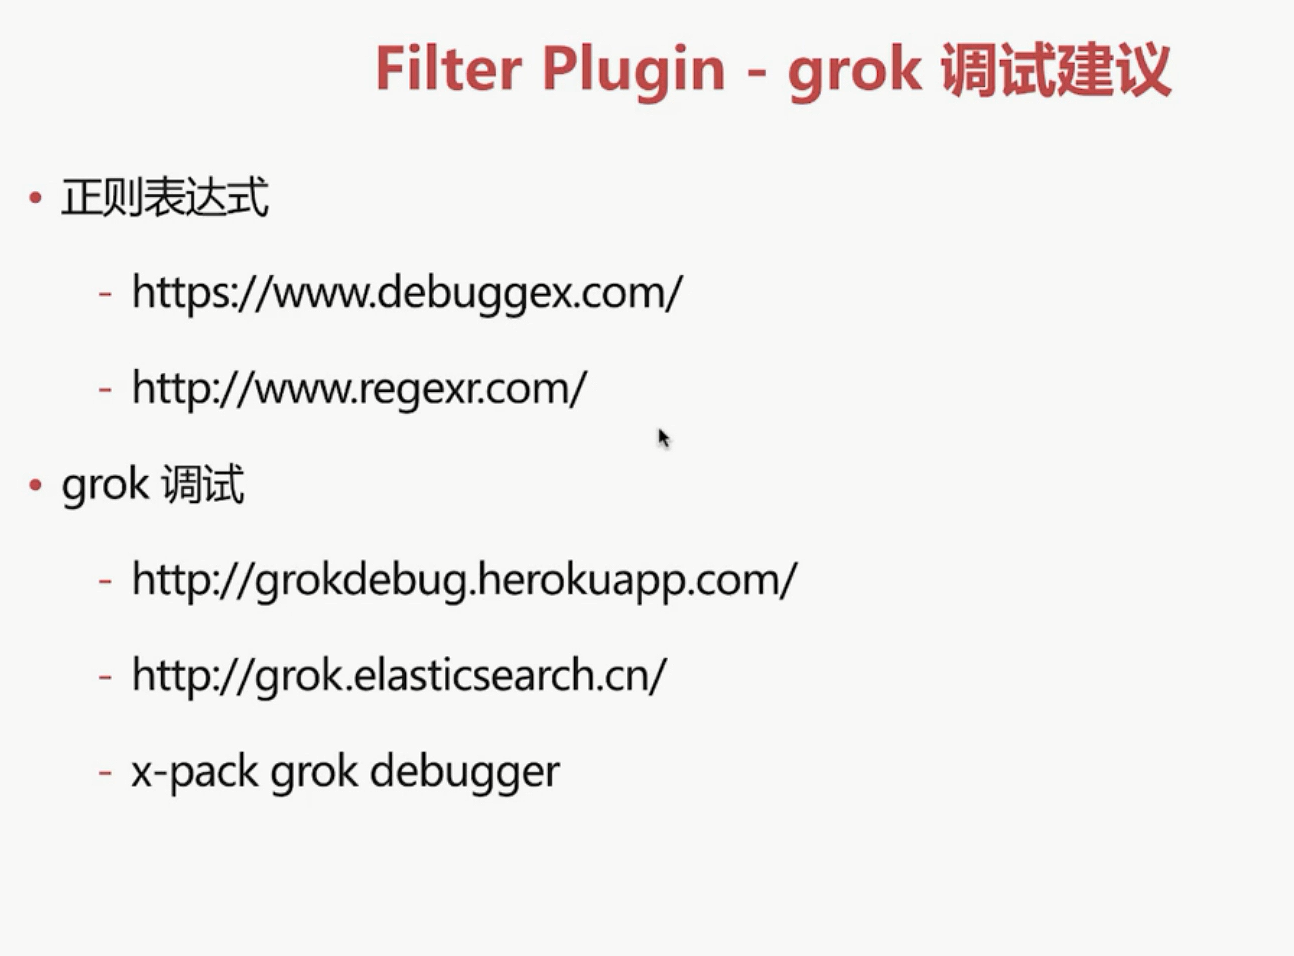 Filter Plugin - grok 调试建议
• 正则表达式
- https://www.debuggex.com/
- http://www.regexr.com/
• grok 调试
- http://grokdebug.herokuapp.com/
- http://grok.elasticsearch.cn/
- x-pack grok debugger